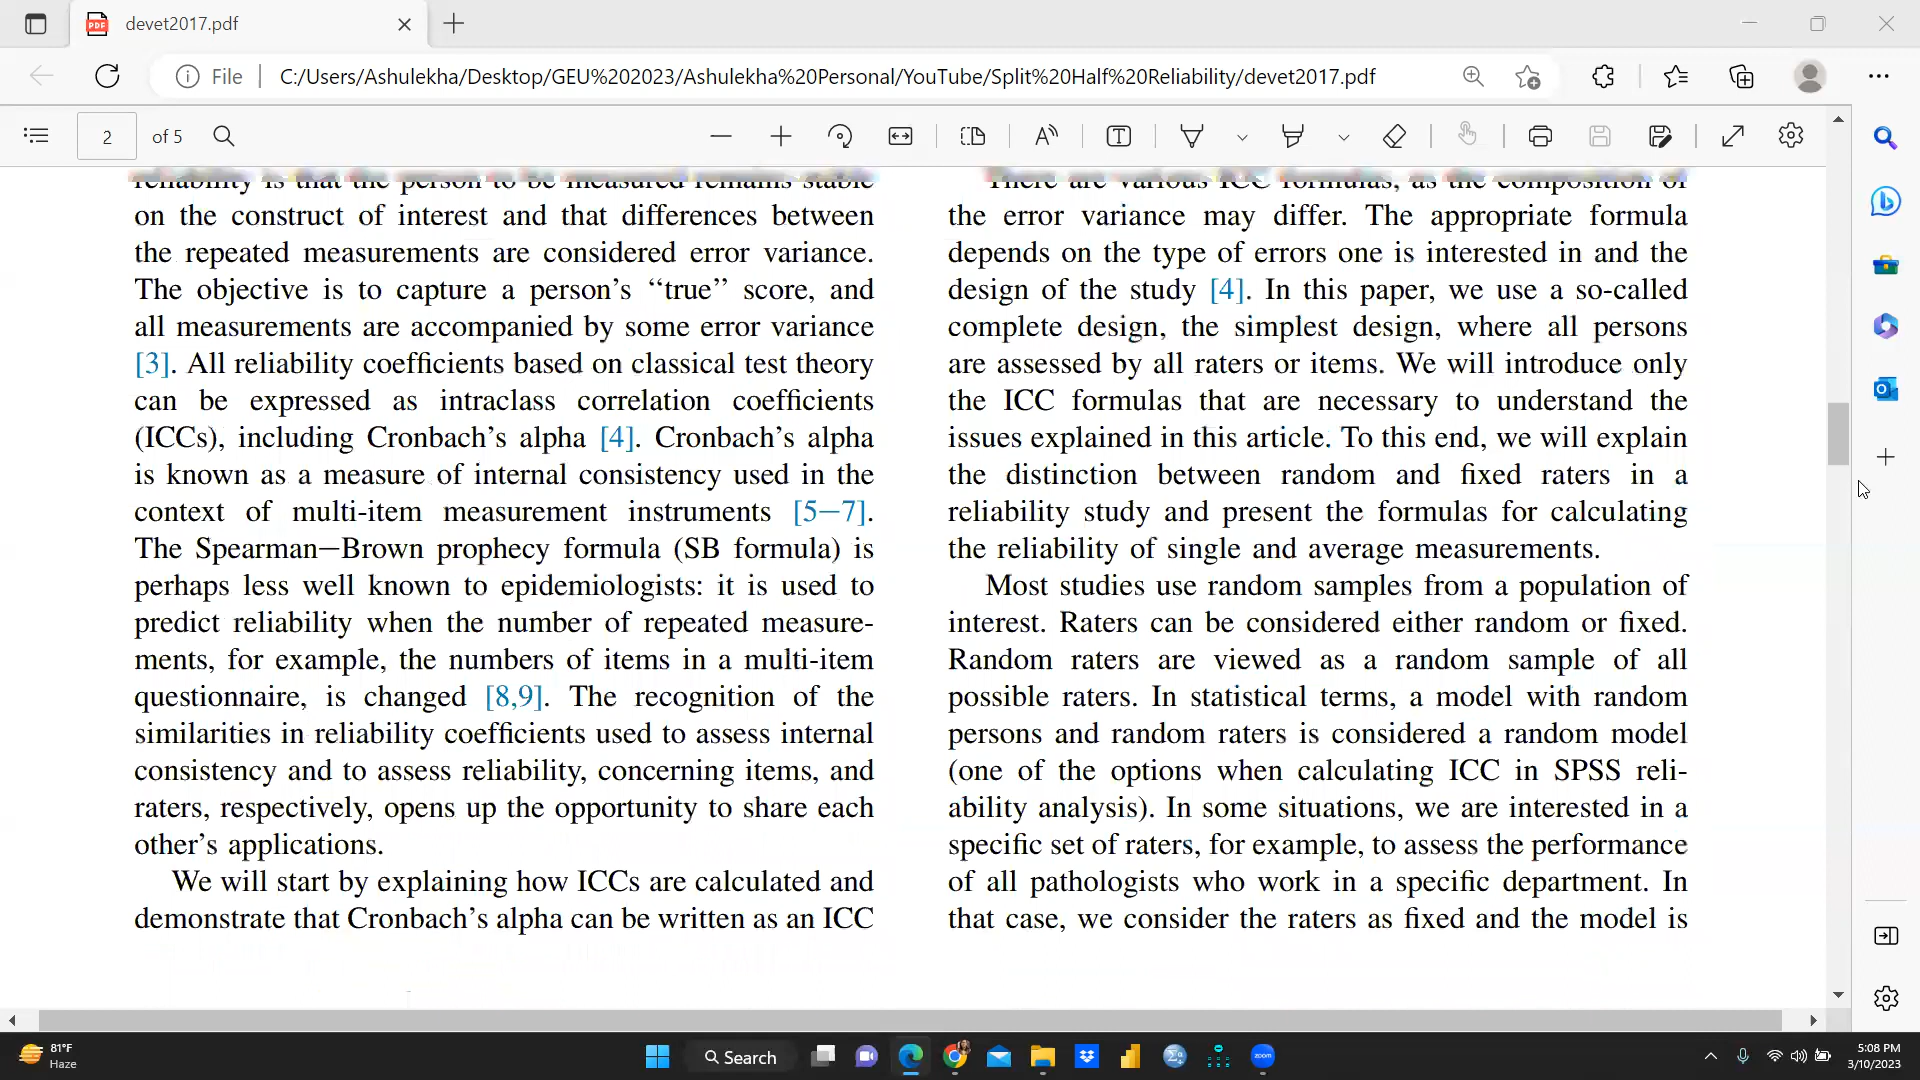 devet2017.pdf
File
C:/Users/Ashulekha/Desktop/GEU%202023/Ashulekha%20Personal/YouTube/Split%20Half%20Reliability/devet2017.pdf
2 of 5
reliability is that the person to be measured remains stable
on the construct of interest and that differences between
the repeated measurements are considered error variance.
The objective is to capture a person's ‘‘true’’ score, and
all measurements are accompanied by some error variance
[3]. All reliability coefficients based on classical test theory
can be expressed as intraclass correlation coefficients
(ICCs), including Cronbach's alpha [4]. Cronbach's alpha
is known as a measure of internal consistency used in the
context of multi-item measurement instruments [5–7].
The Spearman–Brown prophecy formula (SB formula) is
perhaps less well known to epidemiologists: it is used to
predict reliability when the number of repeated measure-
ments, for example, the numbers of items in a multi-item
questionnaire, is changed [8,9]. The recognition of the
similarities in reliability coefficients used to assess internal
consistency and to assess reliability, concerning items, and
raters, respectively, opens up the opportunity to share each
other's applications.
We will start by explaining how ICCs are calculated and
demonstrate that Cronbach's alpha can be written as an ICC
There are various ICC formulas, as the composition of
the error variance may differ. The appropriate formula
depends on the type of errors one is interested in and the
design of the study [4]. In this paper, we use a so-called
complete design, the simplest design, where all persons
are assessed by all raters or items. We will introduce only
the ICC formulas that are necessary to understand the
issues explained in this article. To this end, we will explain
the distinction between random and fixed raters in a
reliability study and present the formulas for calculating
the reliability of single and average measurements.
Most studies use random samples from a population of
interest. Raters can be considered either random or fixed.
Random raters are viewed as a random sample of all
possible raters. In statistical terms, a model with random
persons and random raters is considered a random model
(one of the options when calculating ICC in SPSS reli-
ability analysis). In some situations, we are interested in a
specific set of raters, for example, to assess the performance
of all pathologists who work in a specific department. In
that case, we consider the raters as fixed and the model is
81°F
Haze
Search
zoom
5:08 PM
3/10/2023